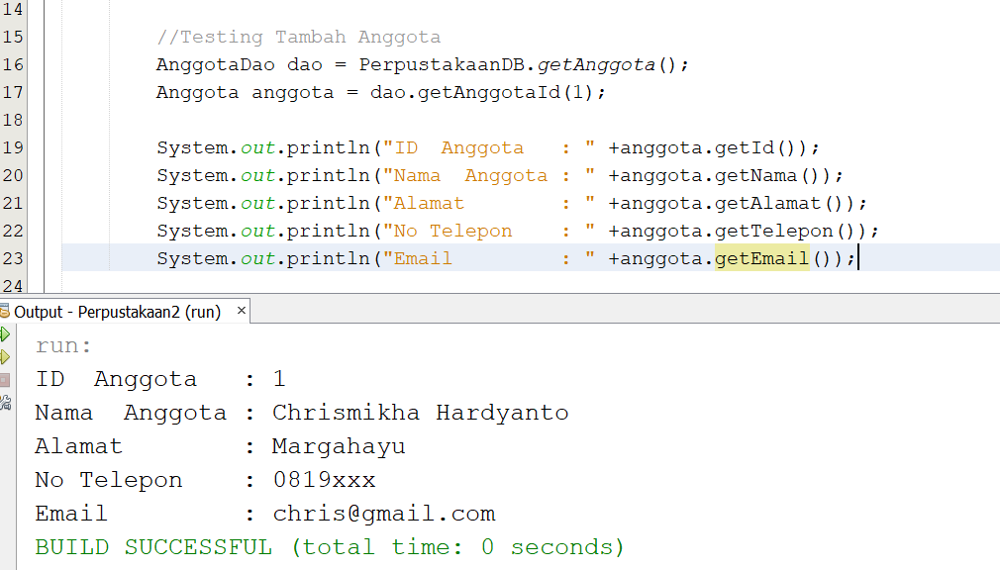 14
15 //Testing Tambah Anggota
16 AnggotaDao dao = PerpustakaanDB.getAnggota();
17 Anggota anggota = dao.getAnggotaId(1);
18
19 System.out.println("ID  Anggota   : " +anggota.getId());
20 System.out.println("Nama  Anggota : " +anggota.getNama());
21 System.out.println("Alamat        : " +anggota.getAlamat());
22 System.out.println("No Telepon    : " +anggota.getTelepon());
23 System.out.println("Email         : " +anggota.getEmail());
24
Output - Perpustakaan2 (run) ×
run:
ID  Anggota   : 1
Nama  Anggota : Chrismikha Hardyanto
Alamat        : Margahayu
No Telepon    : 0819xxx
Email         : chris@gmail.com
BUILD SUCCESSFUL (total time: 0 seconds)